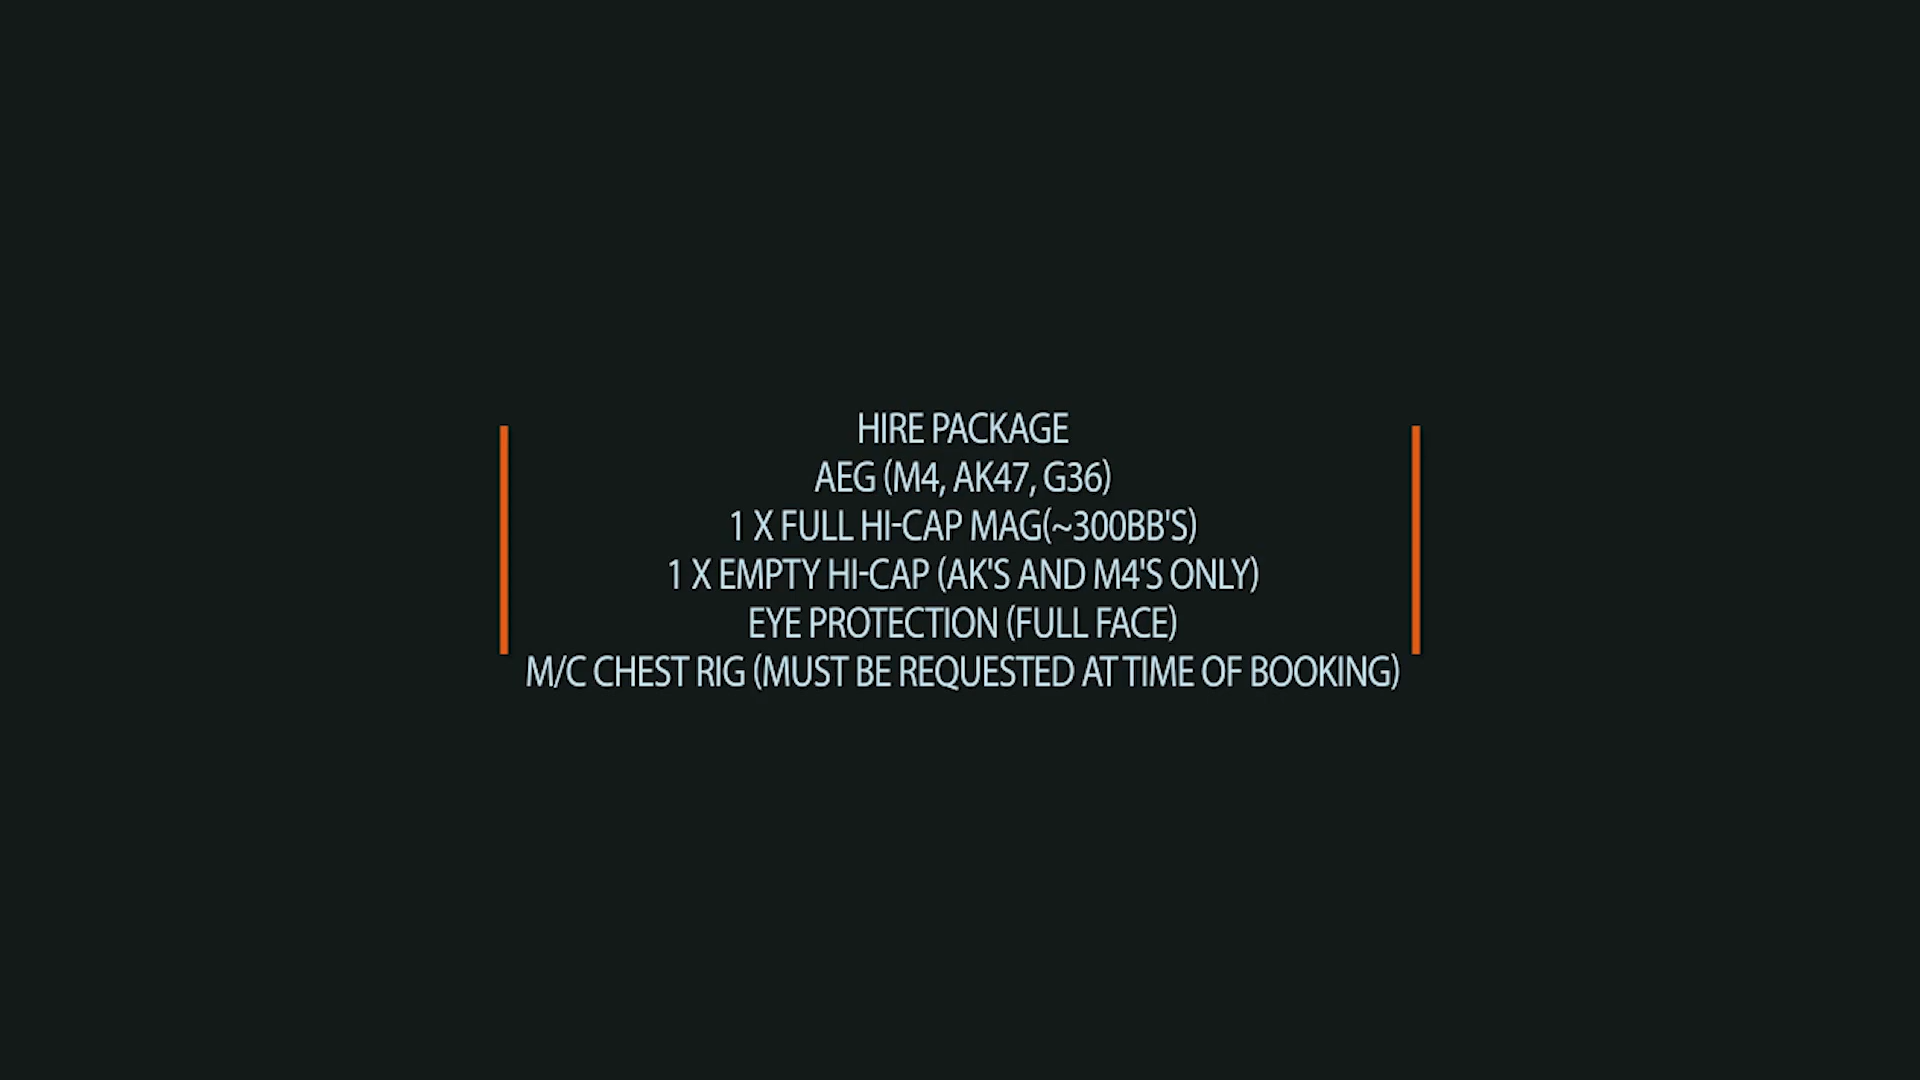 HIRE PACKAGE
AEG (M4, AK47, G36)
1 X FULL HI-CAP MAG(~300BB'S)
1 X EMPTY HI-CAP (AK'S AND M4'S ONLY)
EYE PROTECTION (FULL FACE)
M/C CHEST RIG (MUST BE REQUESTED AT TIME OF BOOKING)